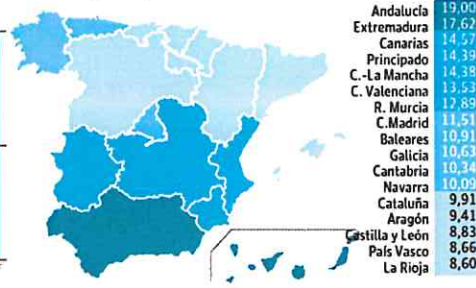 Andalucía 19,00
Extremadura 17,62
Canarias 14,57
Principado 14,39
C.-La Mancha 14,38
C. Valenciana 13,53
R. Murcia 12,89
C.Madrid 11,51
Baleares 10,91
Galicia 10,63
Cantabria 10,34
Navarra 10,09
Cataluña 9,91
Aragón 9,41
Castilla y León 8,83
País Vasco 8,66
La Rioja 8,60